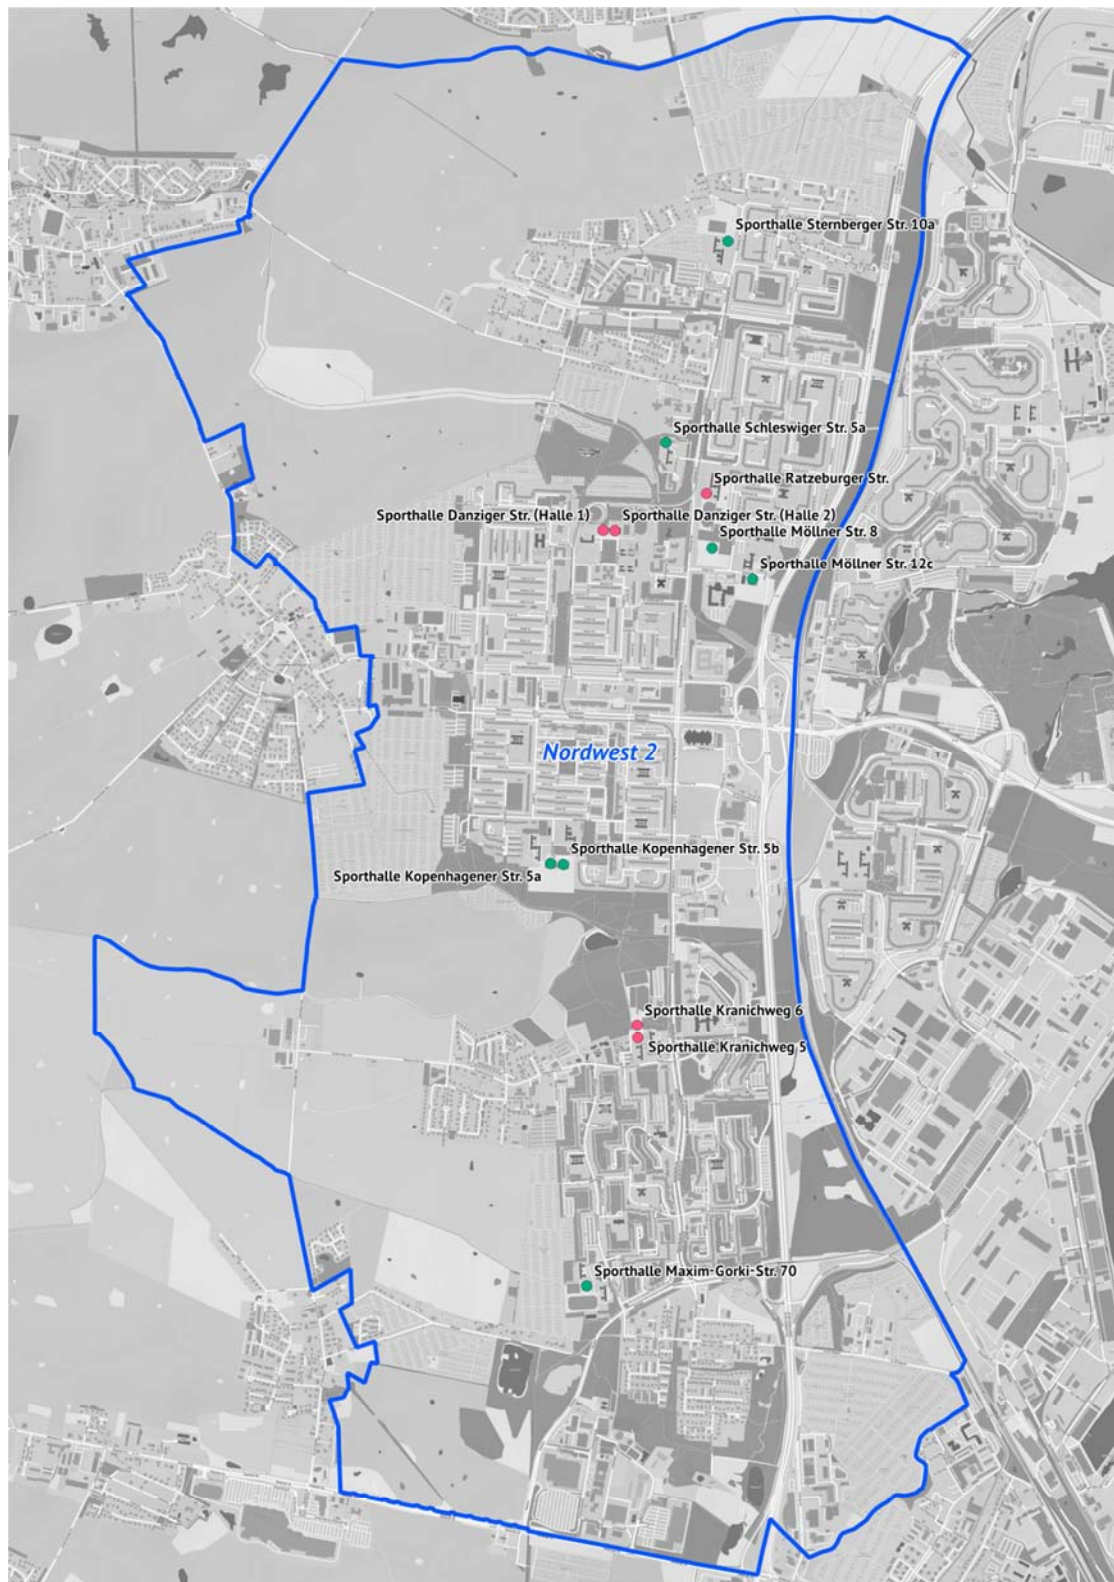 Sporthalle Sternberger Str. 10a
Sporthalle Schleswiger Str. 5a
Sporthalle Ratzeburger Str.
Sporthalle Danziger Str. (Halle 1)
Sporthalle Danziger Str. (Halle 2)
Sporthalle Möllner Str. 8
Sporthalle Möllner Str. 12c
Nordwest 2
Sporthalle Kopenhagener Str. 5b
Sporthalle Kopenhagener Str. 5a
Sporthalle Kranichweg 6
Sporthalle Kranichweg 5
Sporthalle Maxim-Gorki-Str. 70